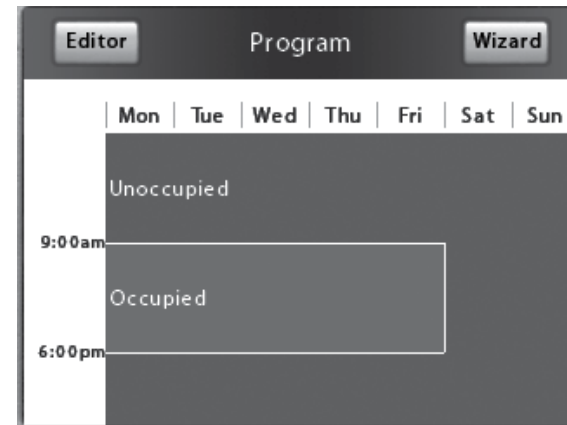 Editor Program Wizard
Mon Tue Wed Thu Fri Sat Sun
Unoccupied
9:00am
Occupied
6:00pm